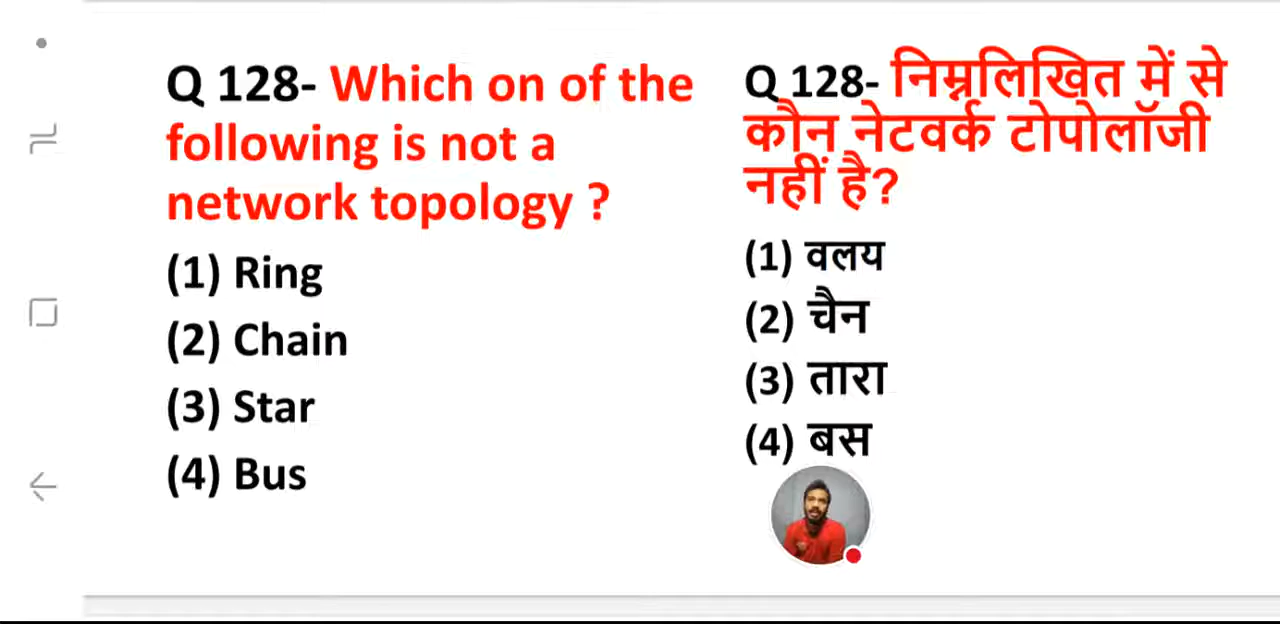 Q 128- Which on of the
following is not a
network topology ?
(1) Ring
(2) Chain
(3) Star
(4) Bus
Q 128- निम्नलिखित में से
कौन नेटवर्क टोपोलॉजी
नहीं है?
(1) वलय
(2) चैन
(3) तारा
(4) बस